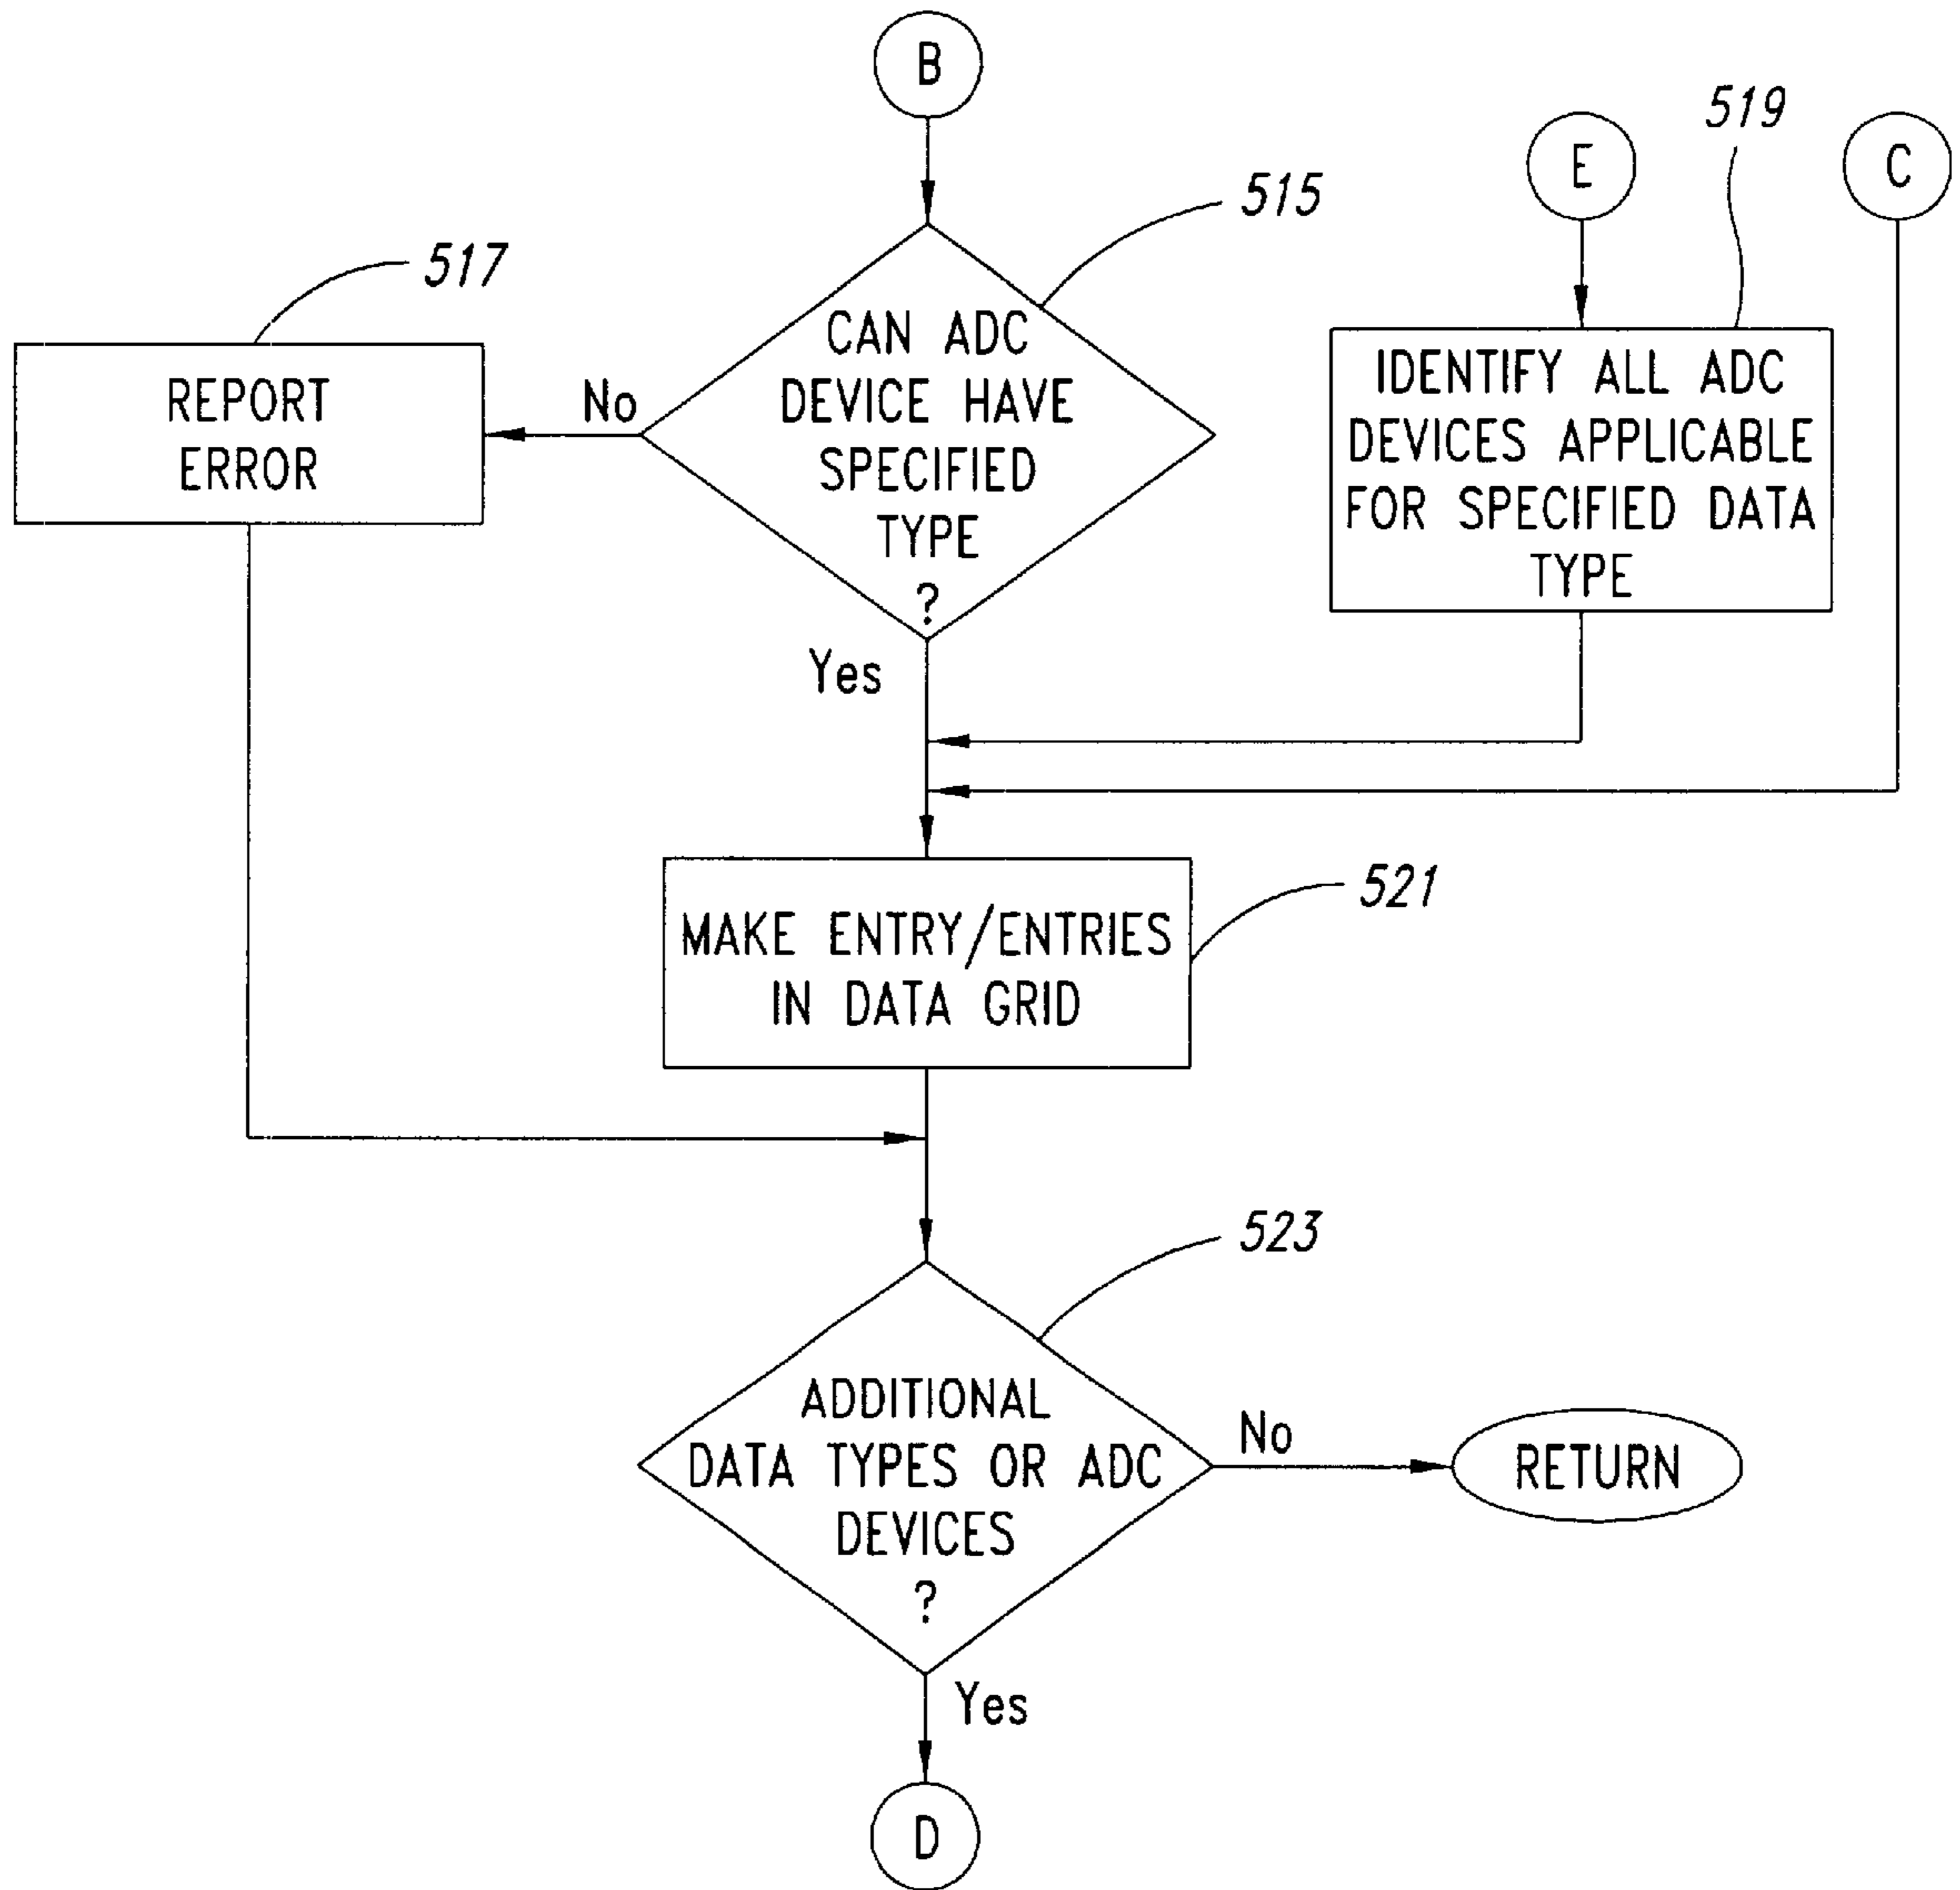 B
519
E
C
515
517
CAN ADC
DEVICE HAVE
SPECIFIED
TYPE
?
No
REPORT
ERROR
IDENTIFY ALL ADC
DEVICES APPLICABLE
FOR SPECIFIED DATA
TYPE
Yes
521
MAKE ENTRY/ENTRIES
IN DATA GRID
523
ADDITIONAL
DATA TYPES OR ADC
DEVICES
?
No
RETURN
Yes
D